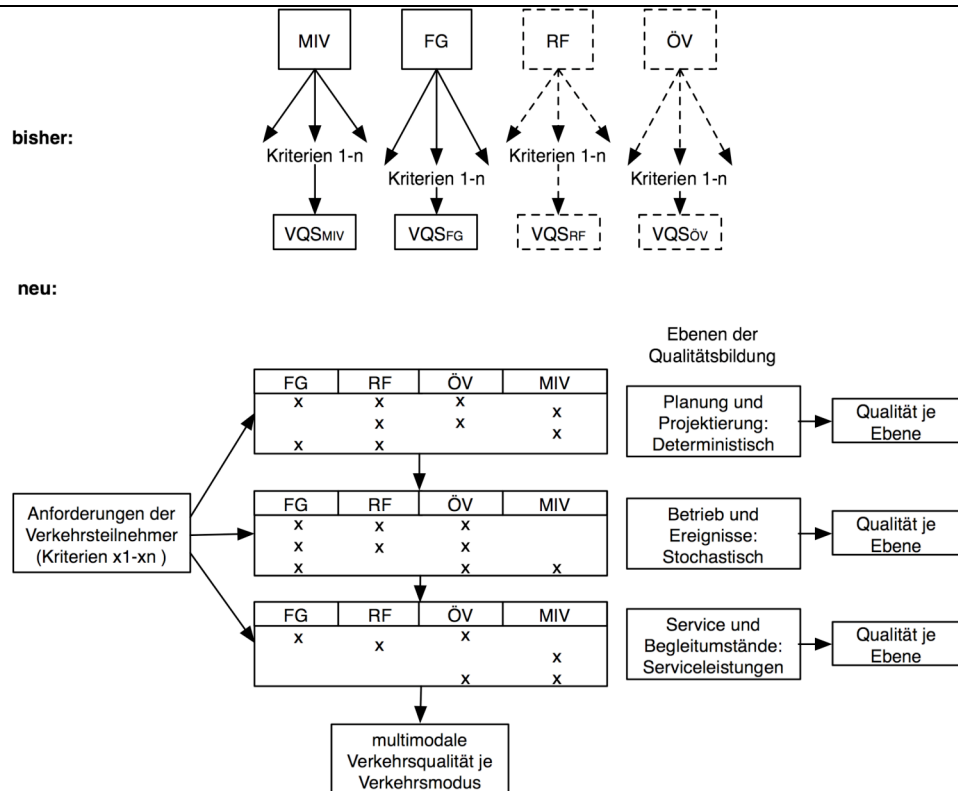 MIV FG RF ÖV
bisher:
Kriterien 1-n Kriterien 1-n
Kriterien 1-n Kriterien 1-n
VQSMIV VQSFG VQSRF VQSÖV
neu:
Ebenen der
Qualitätsbildung
FG RF ÖV MIV
x x x
x
x x
x
x x
Planung und
Projektierung:
Deterministisch
Qualität je
Ebene
Anforderungen der
Verkehrsteilnehmer
(Kriterien x1-xn )
FG RF ÖV MIV
x x x
x x x
x x x
Betrieb und
Ereignisse:
Stochastisch
Qualität je
Ebene
FG RF ÖV MIV
x x
x
x
x x
Service und
Begleitumstände:
Serviceleistungen
Qualität je
Ebene
multimodale
Verkehrsqualität je
Verkehrsmodus